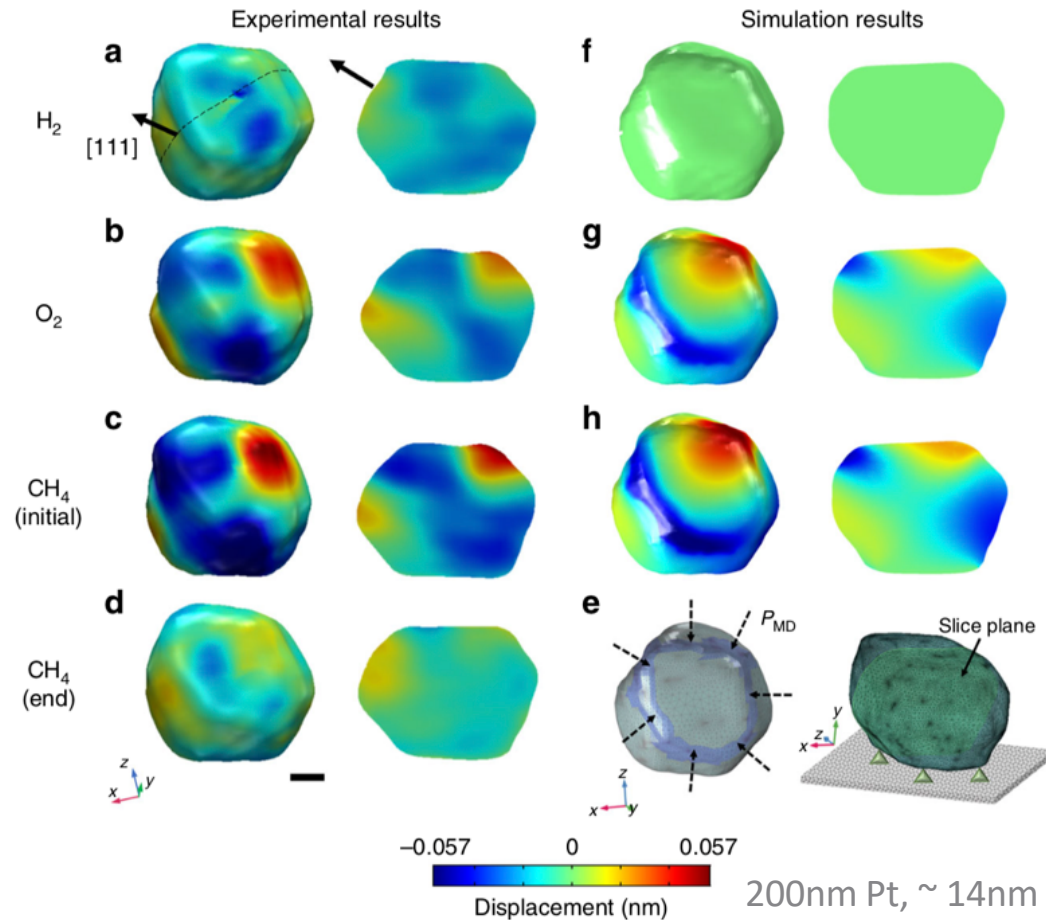 Experimental results
Simulation results
a
f
H2
[111]
b
g
O2
c
h
CH4
(initial)
d
e
PMD
Slice plane
CH4
(end)
z
y
x
y
z
x
z
x
y
−0.057 0 0.057
Displacement (nm)
200nm Pt, ~ 14nm